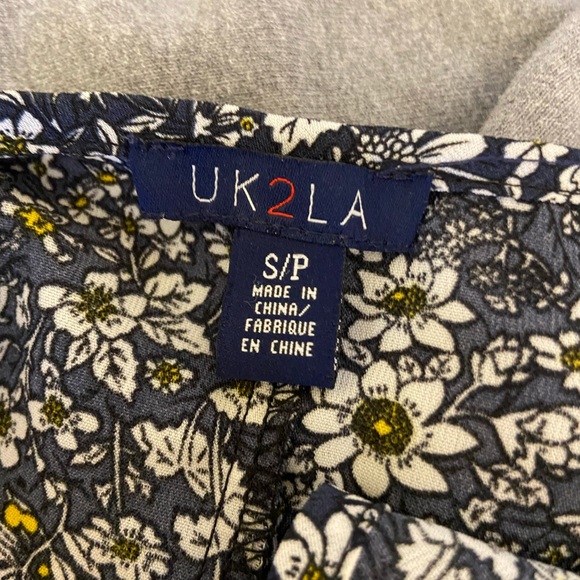 UK2LA
S/P
MADE IN
CHINA/
FABRIQUE
EN CHINE